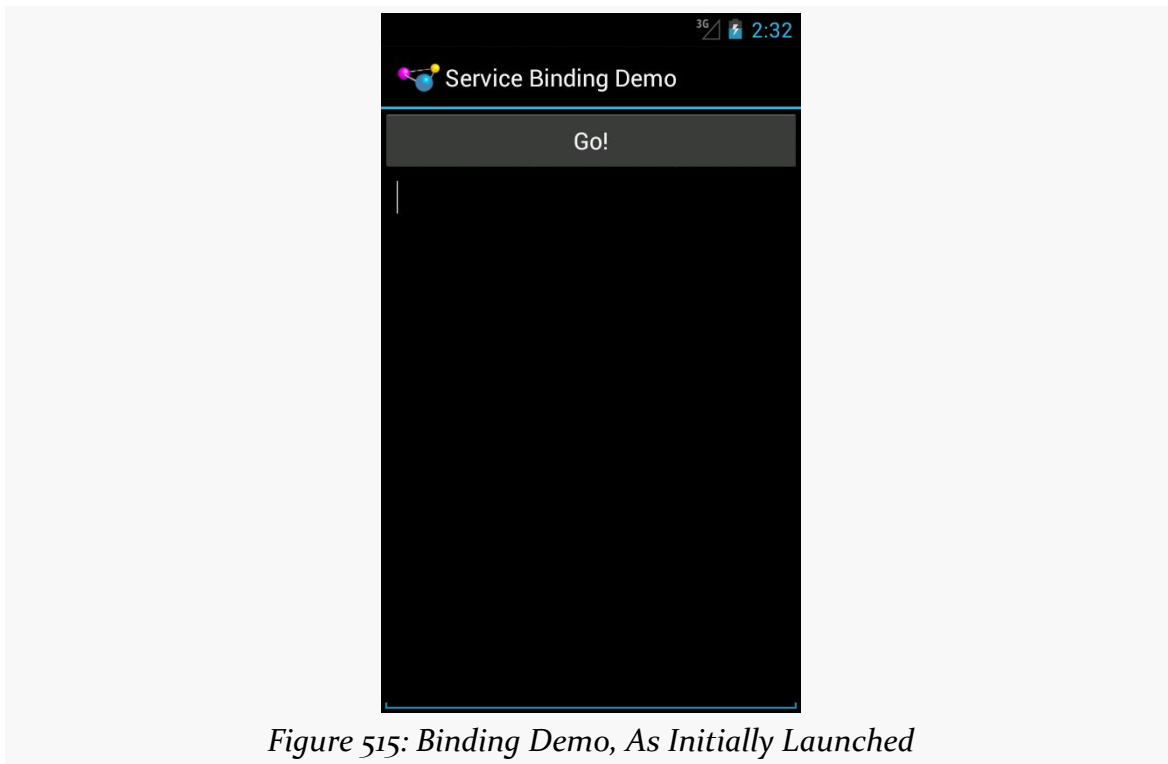 3G 2:32
Service Binding Demo
Go!
Figure 515: Binding Demo, As Initially Launched